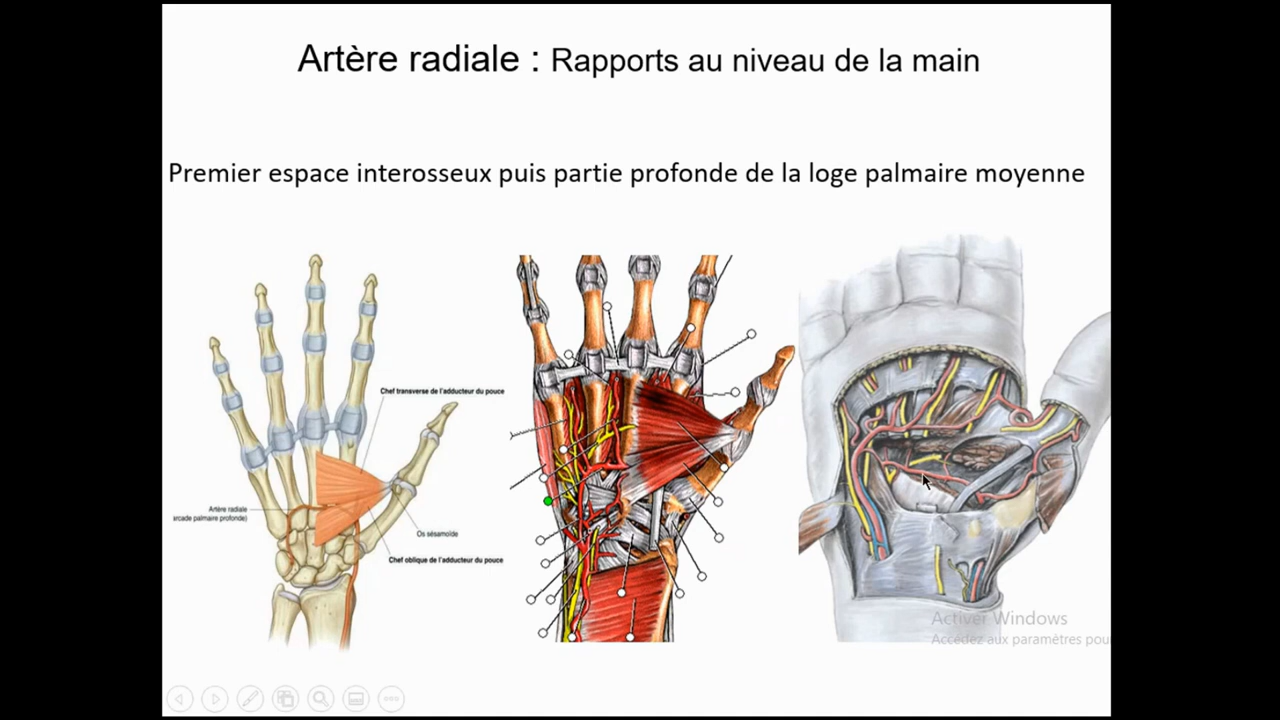 Artère radiale : Rapports au niveau de la main
Premier espace interosseux puis partie profonde de la loge palmaire moyenne
Chef transverse de l'adducteur du pouce
Artère radiale
arcade palmaire profonde)
Os sésamoïde
Chef oblique de l'adducteur du pouce
Activer Windows
Accédez aux paramètres pou